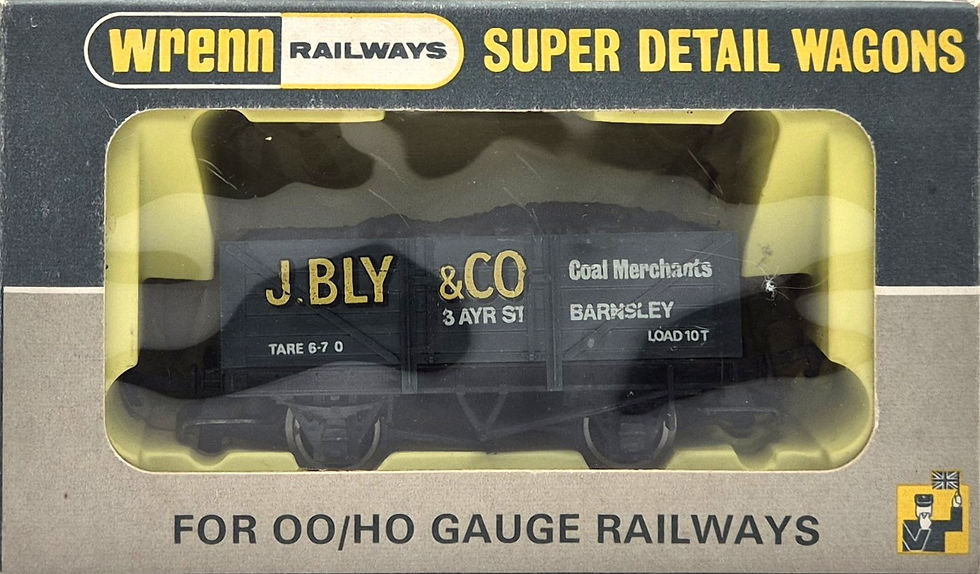 wrenn RAILWAYS SUPER DETAIL WAGONS
J.BLY &CO Coal Merchants
3 AYR ST BARNSLEY
TARE 6-7 0 LOAD 10 T
FOR OO/HO GAUGE RAILWAYS